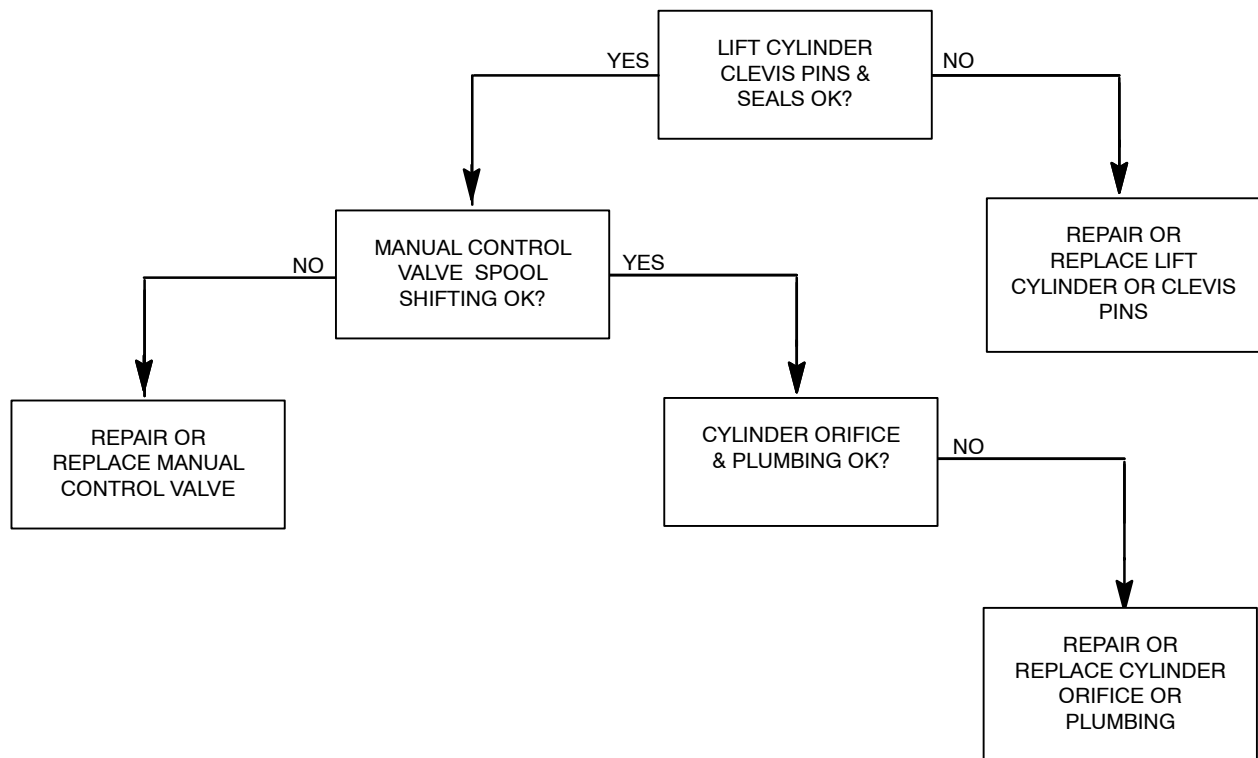 LIFT CYLINDER
CLEVIS PINS &
SEALS OK?
YES
NO
MANUAL CONTROL
VALVE SPOOL
SHIFTING OK?
REPAIR OR
REPLACE LIFT
CYLINDER OR CLEVIS
PINS
NO
YES
REPAIR OR
REPLACE MANUAL
CONTROL VALVE
CYLINDER ORIFICE
& PLUMBING OK?
NO
REPAIR OR
REPLACE CYLINDER
ORIFICE OR
PLUMBING